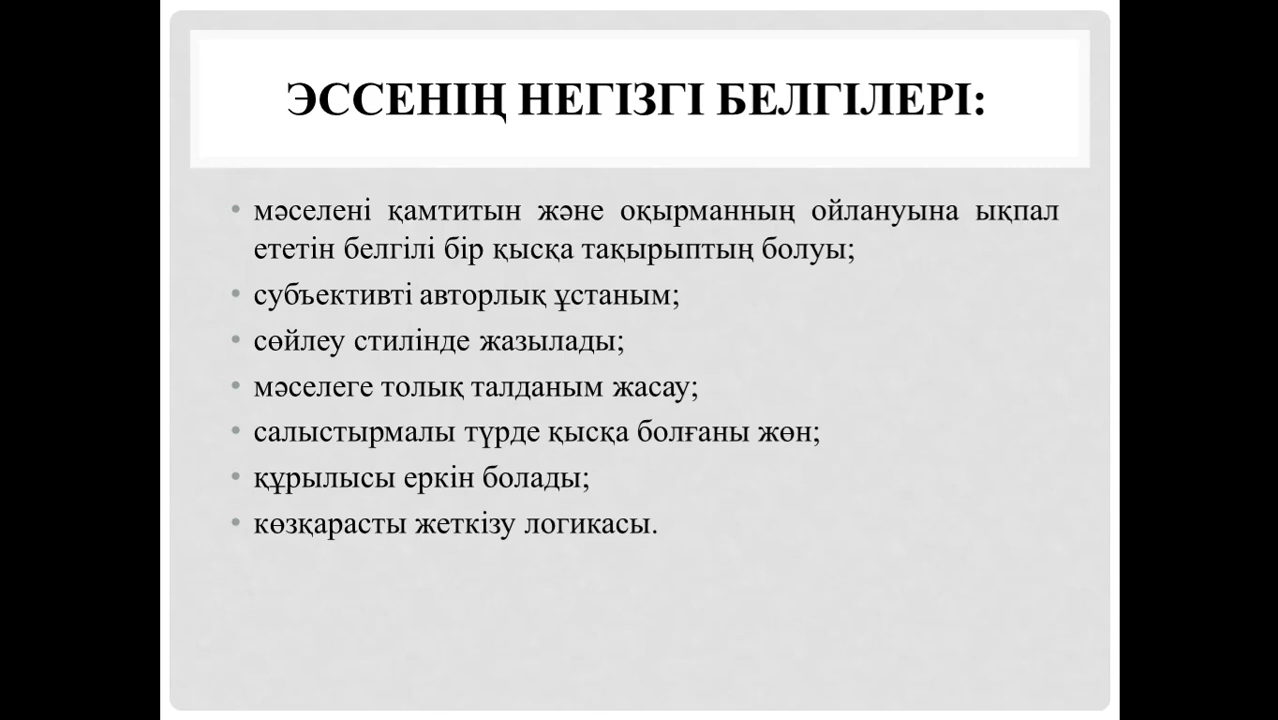 ЭССЕНІҢ НЕГІЗГІ БЕЛГІЛЕРІ:
• мәселені қамтитын және оқырманның ойлануына ықпал
ететін белгілі бір қысқа тақырыптың болуы;
• субъективті авторлық ұстаным;
• сөйлеу стилінде жазылады;
• мәселеге толық талданым жасау;
• салыстырмалы түрде қысқа болғаны жөн;
• құрылысы еркін болады;
• көзқарасты жеткізу логикасы.